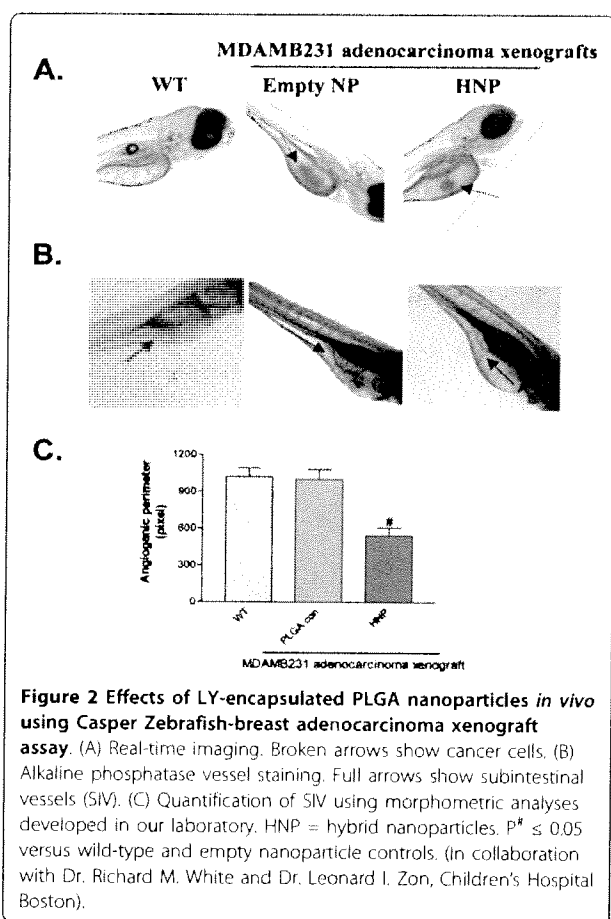 MDAMB231 adenocarcinoma xenografts
A.
WT Empty NP HNP
B.
C.
Angiogenic perimeter
(pixel)
1200
900
600
300
0
#
WT PLGA con HNP
MDAMB231 adenocarcinoma xenograft
Figure 2 Effects of LY-encapsulated PLGA nanoparticles in vivo
using Casper Zebrafish-breast adenocarcinoma xenograft
assay. (A) Real-time imaging. Broken arrows show cancer cells. (B)
Alkaline phosphatase vessel staining. Full arrows show subintestinal
vessels (SIV). (C) Quantification of SIV using morphometric analyses
developed in our laboratory. HNP = hybrid nanoparticles. P# ≤ 0.05
versus wild-type and empty nanoparticle controls. (In collaboration
with Dr. Richard M. White and Dr. Leonard I. Zon, Children's Hospital
Boston).